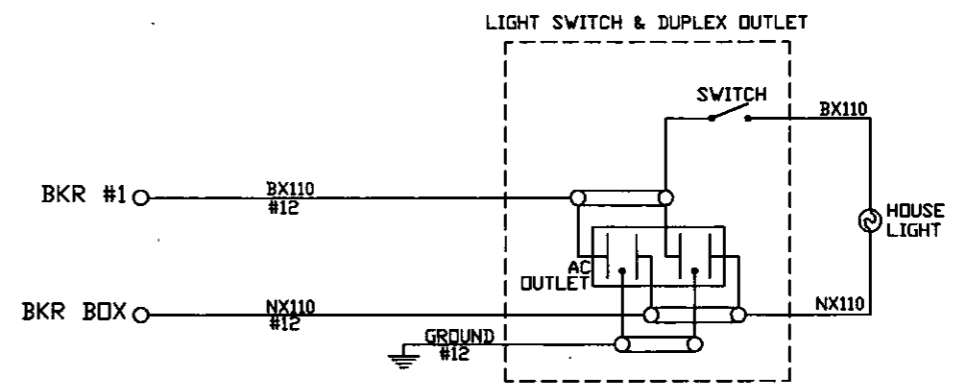 LIGHT SWITCH & DUPLEX OUTLET
SWITCH
BX110
BKR #1
BX110
#12
HOUSE
LIGHT
AC
OUTLET
BKR BOX
NX110
#12
NX110
GROUND
#12